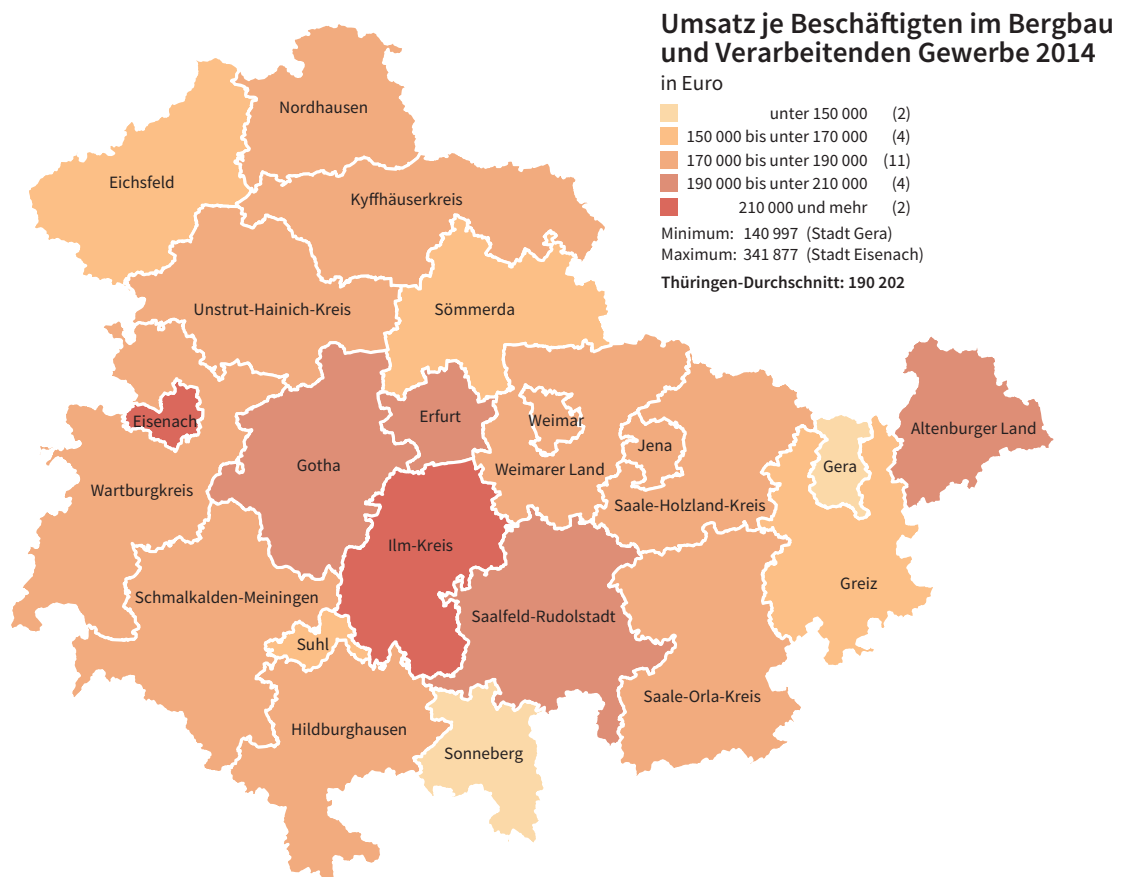 Umsatz je Beschäftigten im Bergbau
und Verarbeitenden Gewerbe 2014
in Euro
unter 150 000 (2)
150 000 bis unter 170 000 (4)
170 000 bis unter 190 000 (11)
190 000 bis unter 210 000 (4)
210 000 und mehr (2)
Minimum: 140 997 (Stadt Gera)
Maximum: 341 877 (Stadt Eisenach)
Thüringen-Durchschnitt: 190 202
Nordhausen
Eichsfeld
Kyffhäuserkreis
Unstrut-Hainich-Kreis
Sömmerda
Eisenach
Erfurt
Weimar
Altenburger Land
Jena
Gotha
Weimarer Land
Gera
Wartburgkreis
Saale-Holzland-Kreis
Ilm-Kreis
Greiz
Schmalkalden-Meiningen
Saalfeld-Rudolstadt
Suhl
Saale-Orla-Kreis
Hildburghausen
Sonneberg